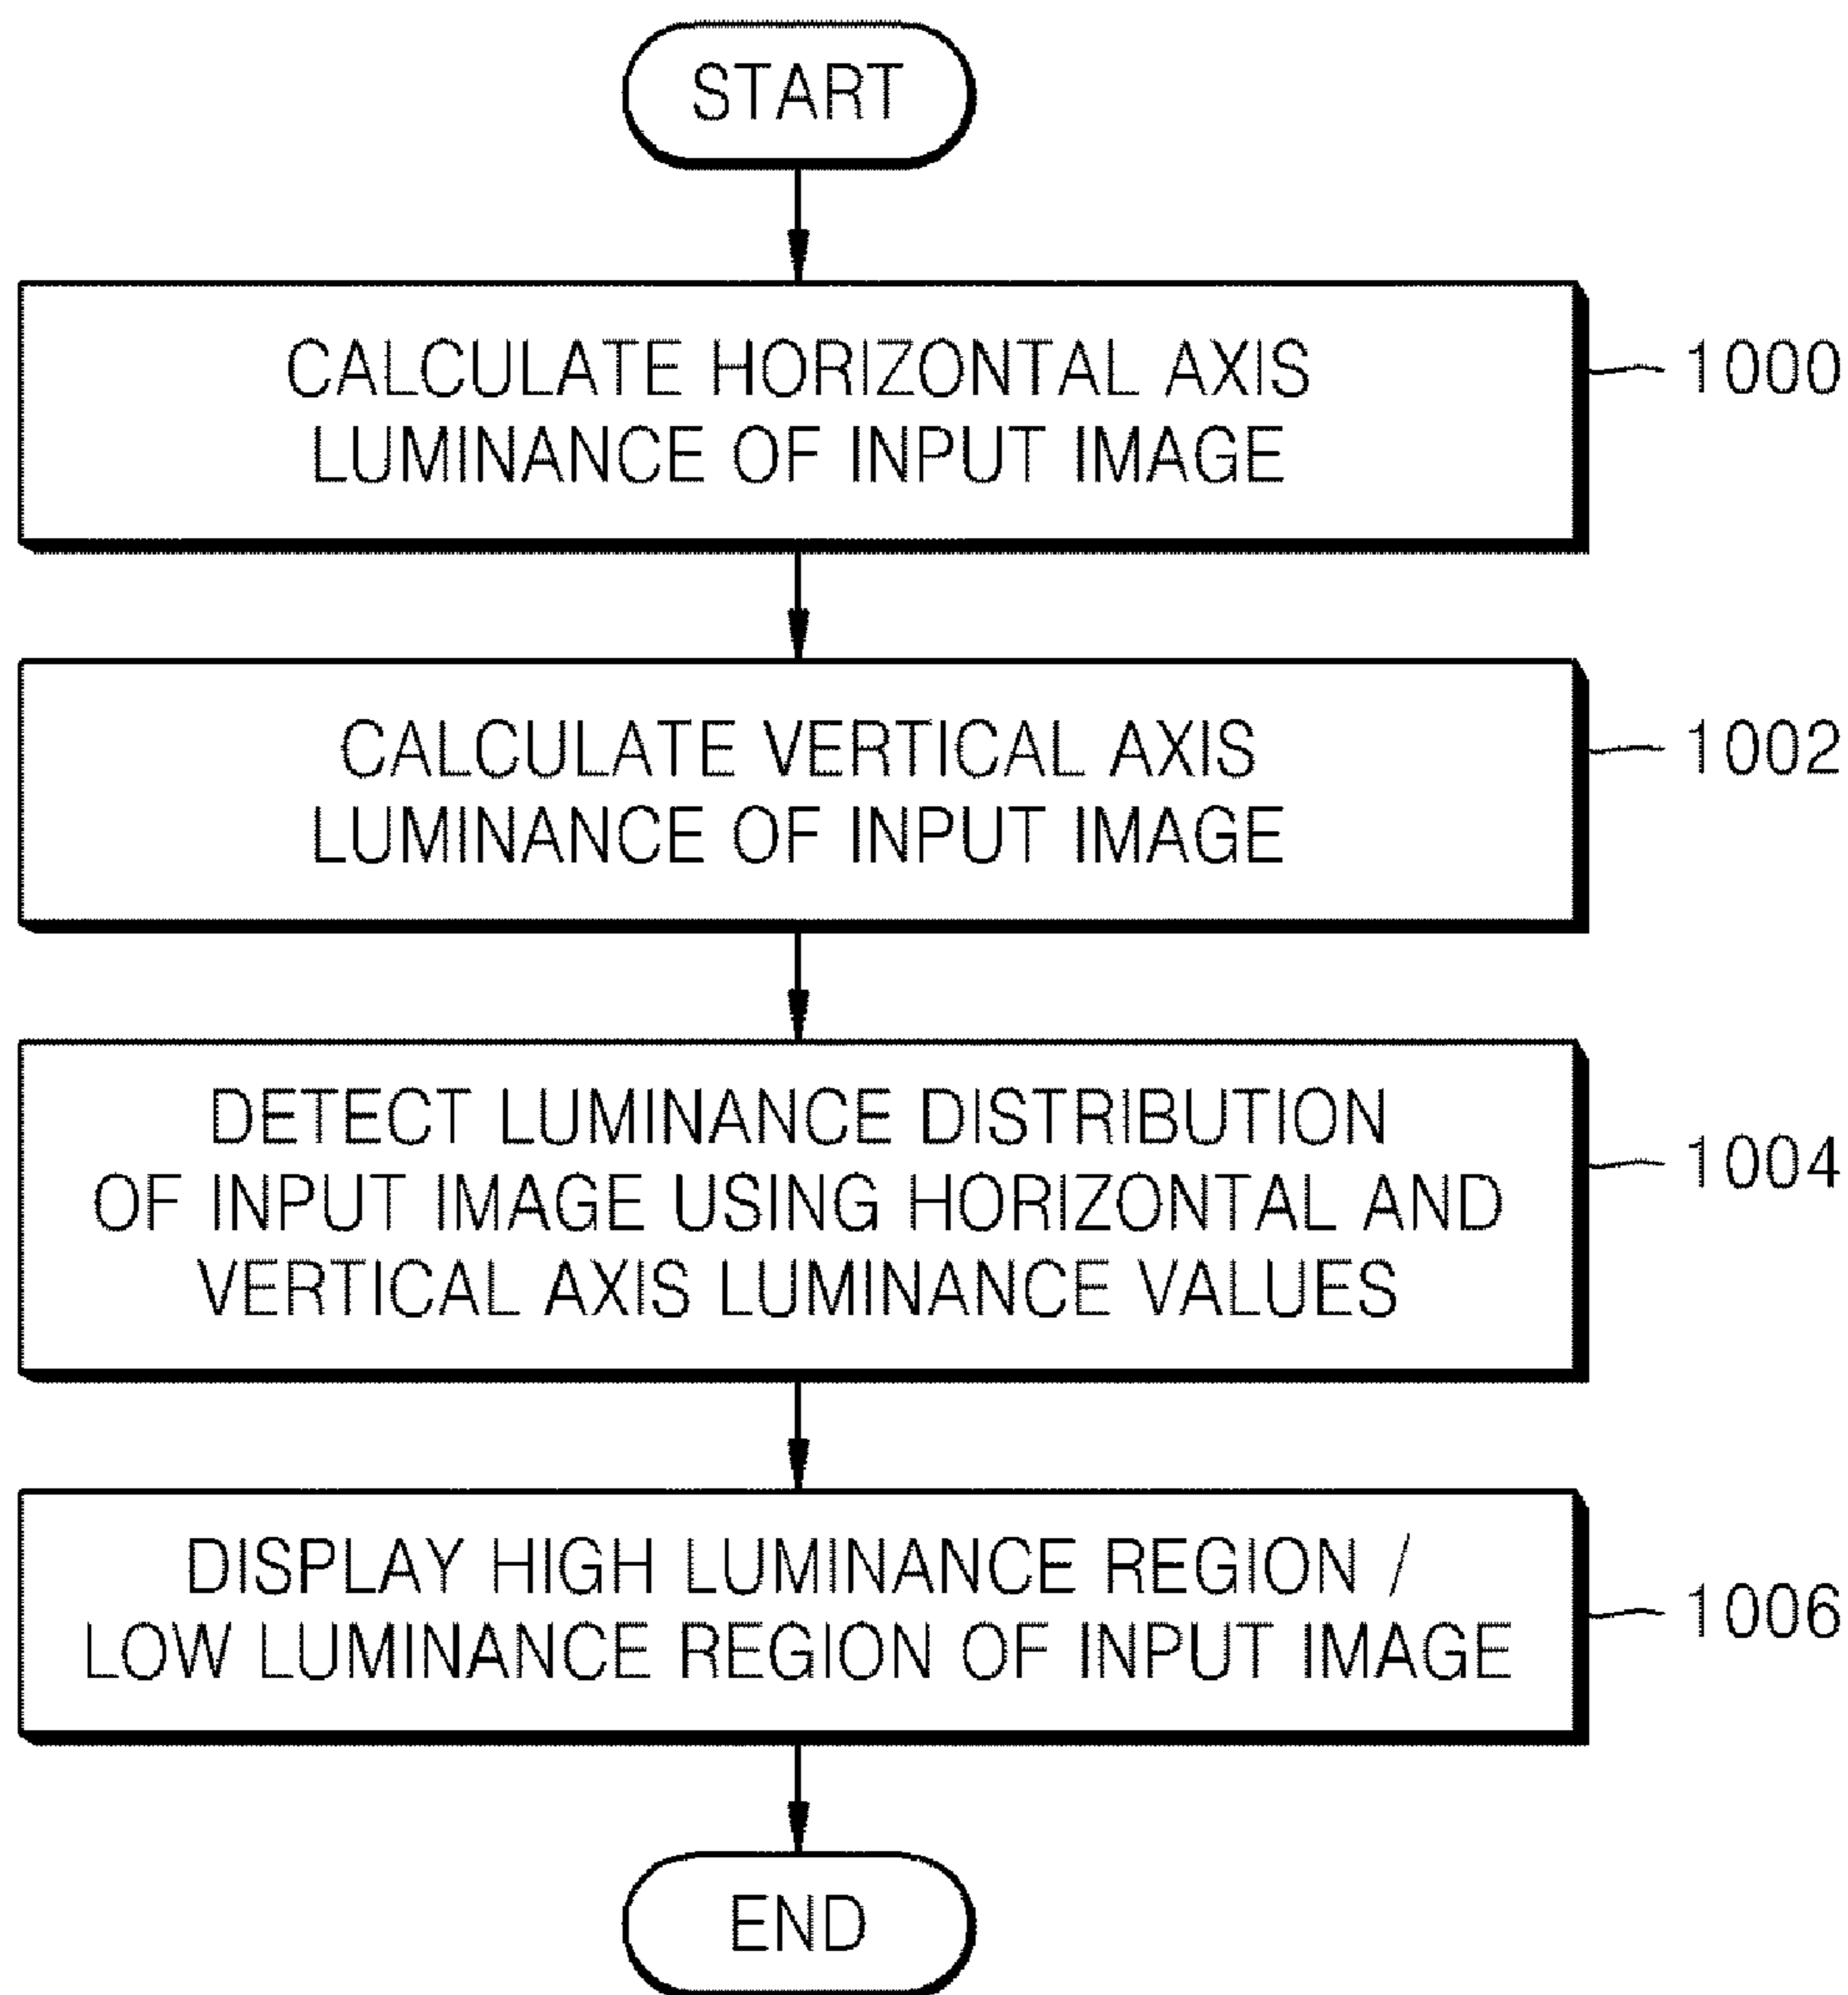 START
CALCULATE HORIZONTAL AXIS
LUMINANCE OF INPUT IMAGE
1000
CALCULATE VERTICAL AXIS
LUMINANCE OF INPUT IMAGE
1002
DETECT LUMINANCE DISTRIBUTION
OF INPUT IMAGE USING HORIZONTAL AND
VERTICAL AXIS LUMINANCE VALUES
1004
DISPLAY HIGH LUMINANCE REGION /
LOW LUMINANCE REGION OF INPUT IMAGE
1006
END